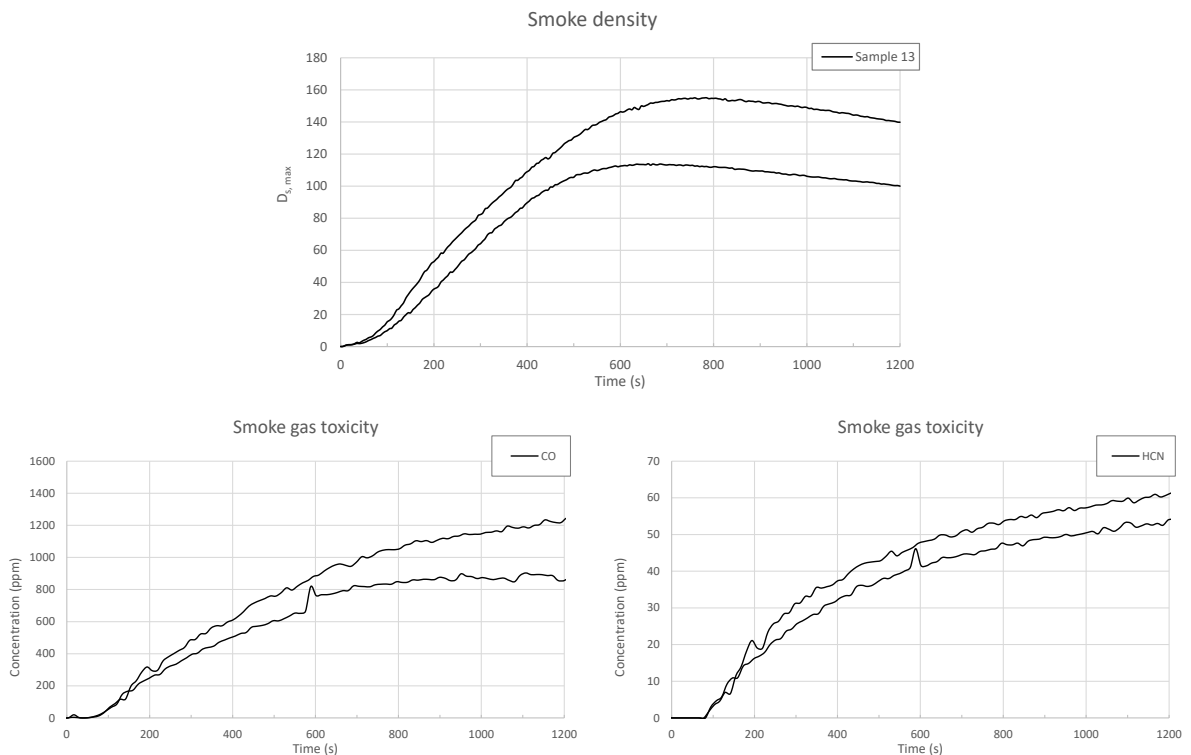 Smoke density
Sample 13
180
160
140
120
100
80
60
40
20
0
D s, max
0 200 400 600 800 1000 1200
Time (s)
Smoke gas toxicity
CO
1600
1400
1200
1000
800
600
400
200
0
Concentration (ppm)
0 200 400 600 800 1000 1200
Time (s)
Smoke gas toxicity
HCN
70
60
50
40
30
20
10
0
Concentration (ppm)
0 200 400 600 800 1000 1200
Time (s)